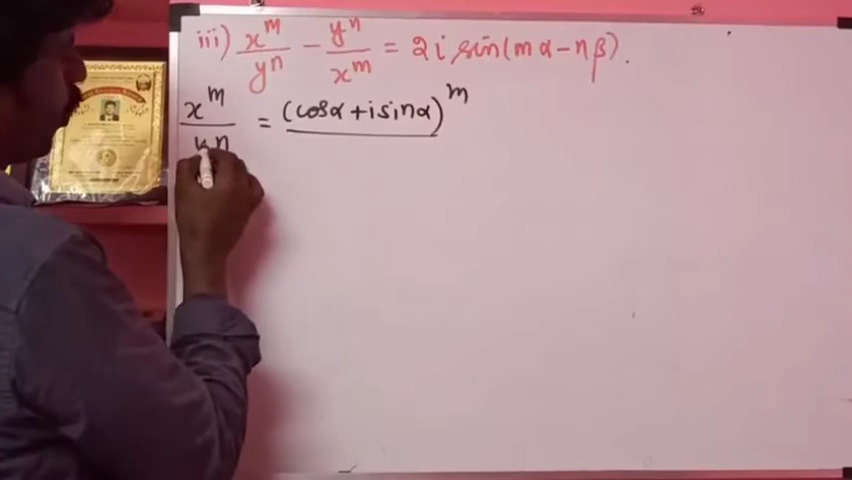 iii) x^m/y^n - y^n/x^m = 2i sin(mα - nβ).
x^m/y^n = (cosα + i sinα)^m